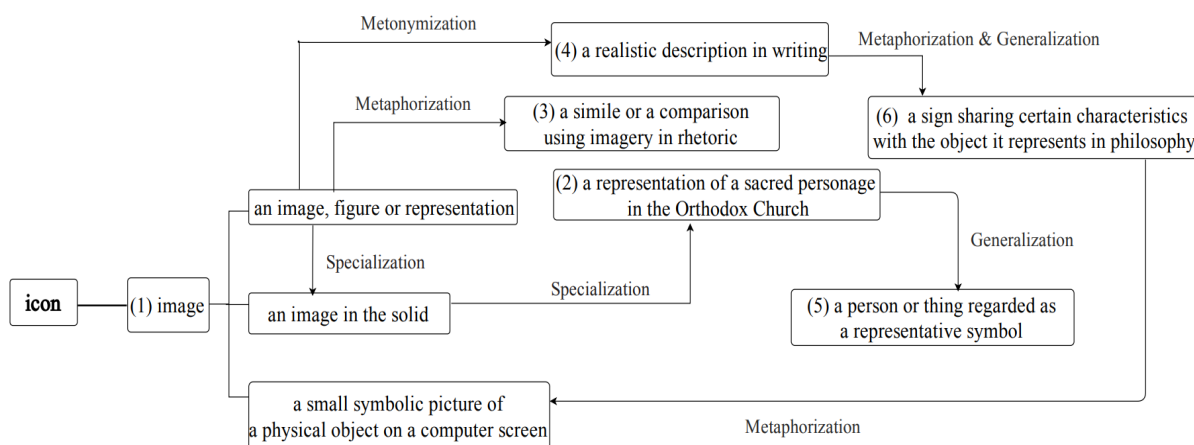 Metonymization
(4) a realistic description in writing
Metaphorization & Generalization
Metaphorization
(3) a simile or a comparison
using imagery in rhetoric
(6) a sign sharing certain characteristics
with the object it represents in philosophy
an image, figure or representation
(2) a representation of a sacred personage
in the Orthodox Church
Specialization
Generalization
icon
(1) image
an image in the solid
Specialization
(5) a person or thing regarded as
a representative symbol
a small symbolic picture of
a physical object on a computer screen
Metaphorization